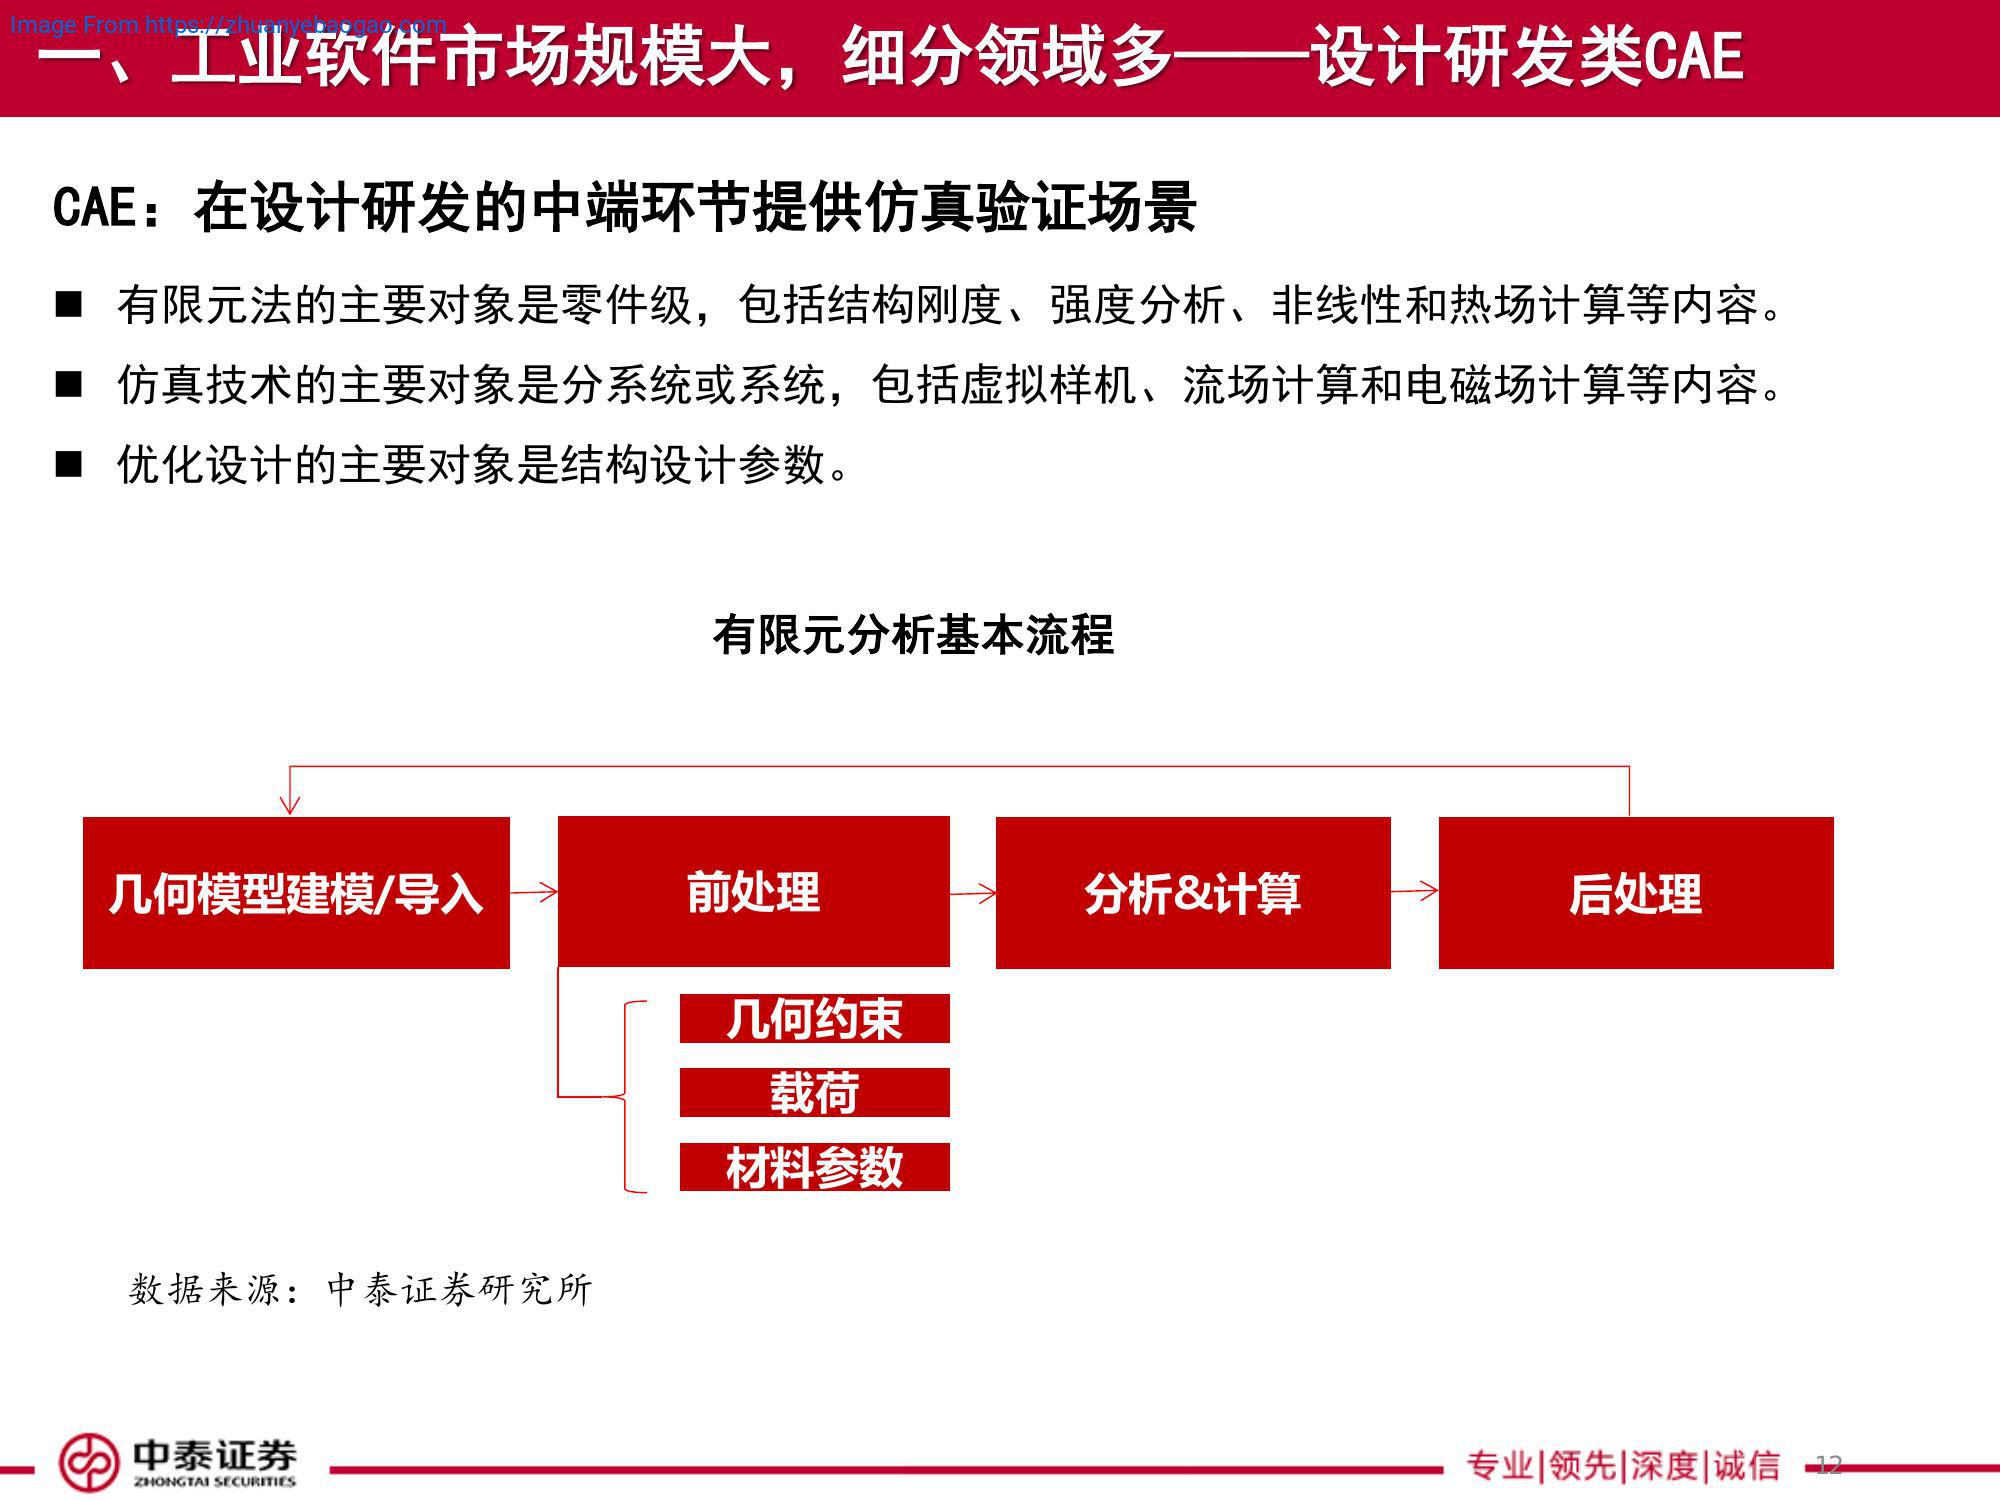 Image From https://zhuanyebaogao.com
一、工业软件市场规模大，细分领域多——设计研发类CAE
CAE：在设计研发的中端环节提供仿真验证场景
■ 有限元法的主要对象是零件级，包括结构刚度、强度分析、非线性和热场计算等内容。
■ 仿真技术的主要对象是分系统或系统，包括虚拟样机、流场计算和电磁场计算等内容。
■ 优化设计的主要对象是结构设计参数。
有限元分析基本流程
几何模型建模/导入
前处理
分析&计算
后处理
几何约束
载荷
材料参数
数据来源：中泰证券研究所
中泰证券
ZHONGTAI SECURITIES
专业|领先|深度|诚信
12